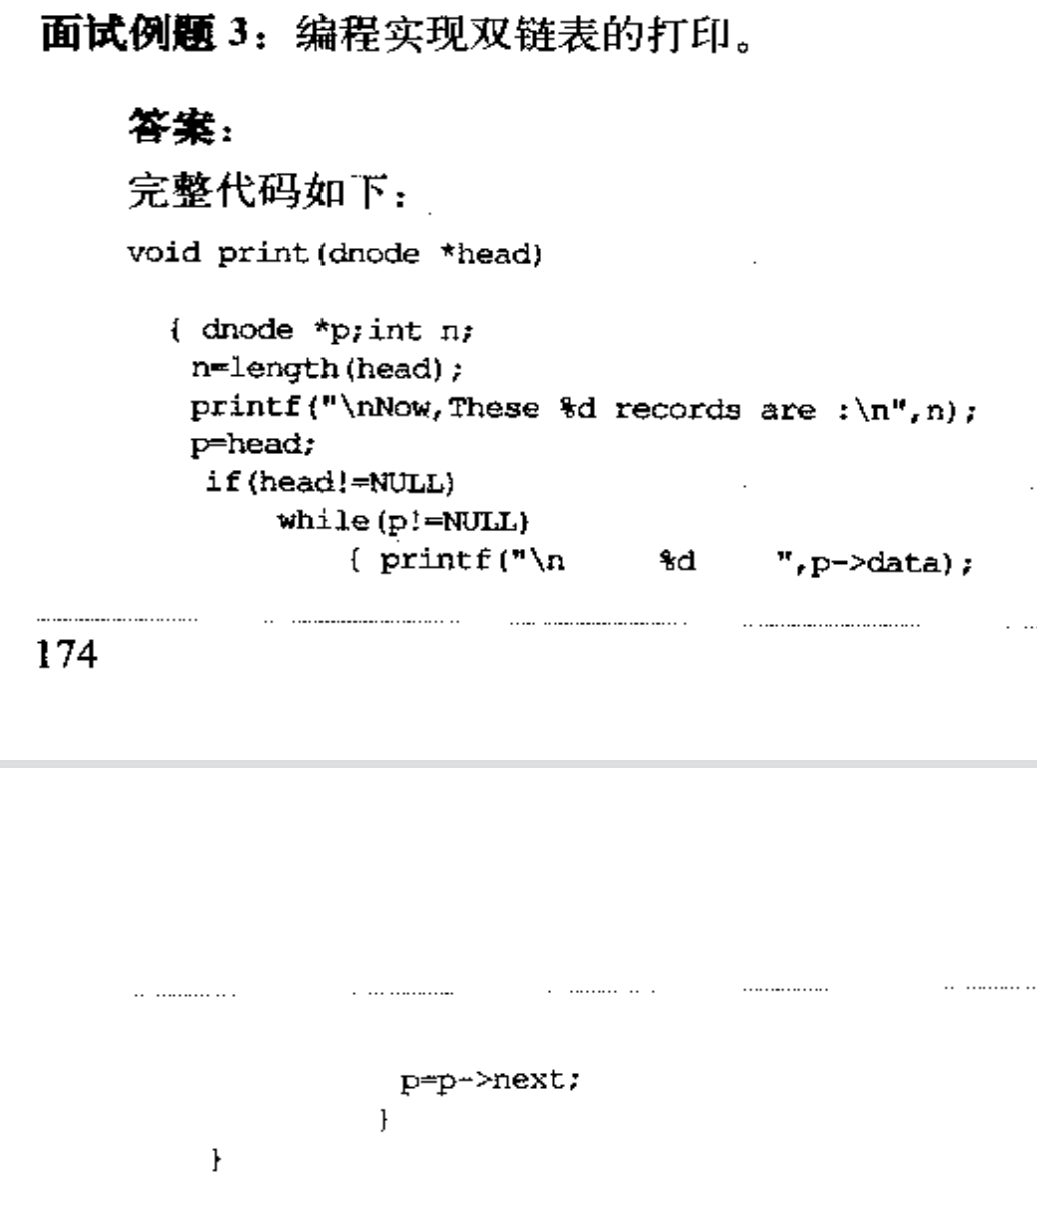 面试例题 3：编程实现双链表的打印。
答案：
完整代码如下：
void print(dnode *head)
{ dnode *p;int n;
n=length(head);
printf("\nNow,These %d records are :\n",n);
p=head;
if(head!=NULL)
while(p!=NULL)
{ printf("\n %d ",p->data);
174
p=p->next;
}
}